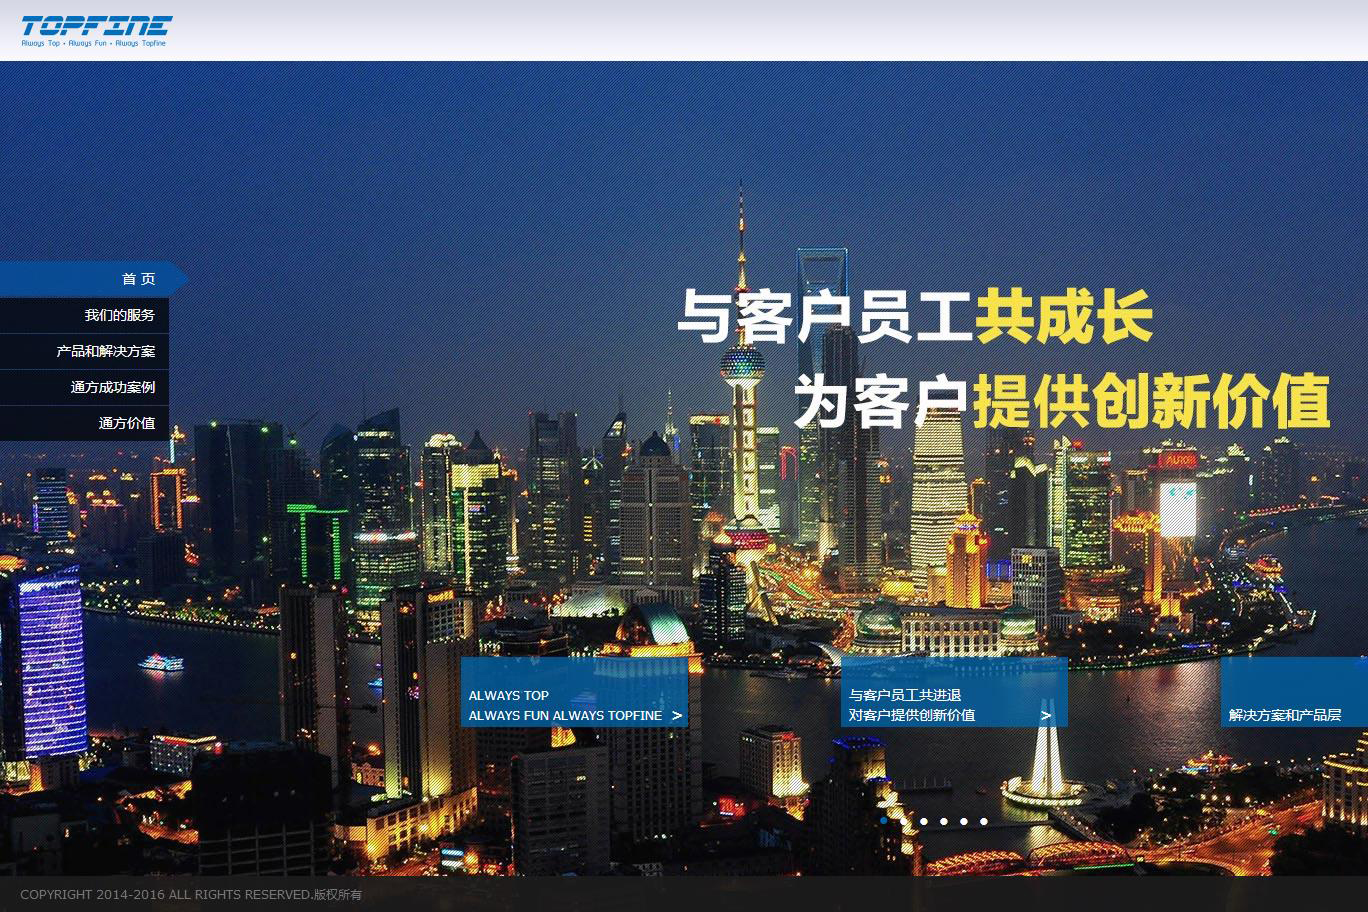 TOPFINE
Always Top • Always Fun • Always Topfine
首 页
我们的服务
产品和解决方案
通方成功案例
通方价值
与客户员工共成长
为客户提供创新价值
AURORA
ALWAYS TOP
ALWAYS FUN ALWAYS TOPFINE >
与客户员工共进退
对客户提供创新价值 >
解决方案和产品层
COPYRIGHT 2014-2016 ALL RIGHTS RESERVED.版权所有